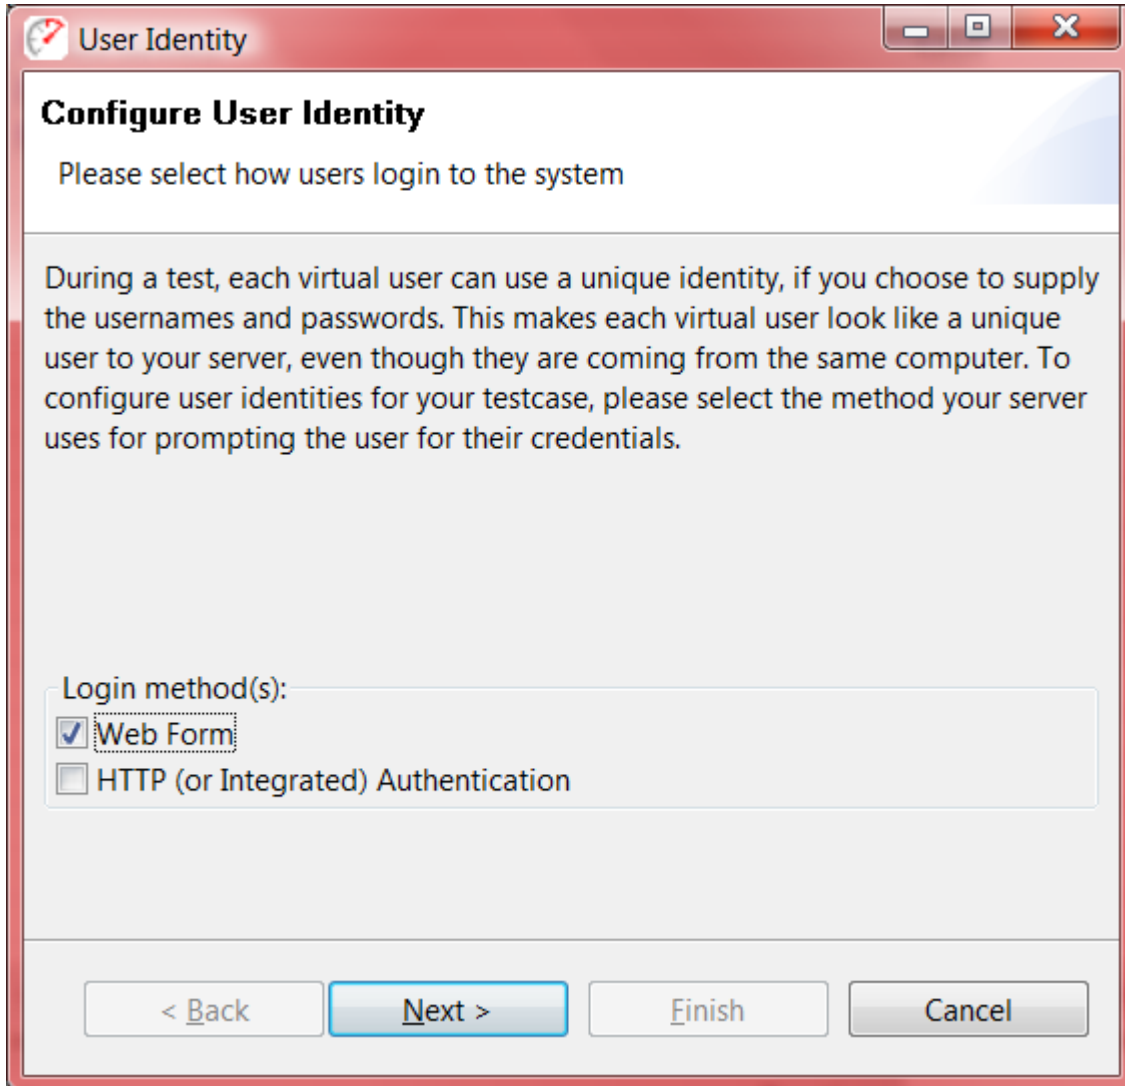 User Identity
Configure User Identity
Please select how users login to the system
During a test, each virtual user can use a unique identity, if you choose to supply
the usernames and passwords. This makes each virtual user look like a unique
user to your server, even though they are coming from the same computer. To
configure user identities for your testcase, please select the method your server
uses for prompting the user for their credentials.
Login method(s):
Web Form
HTTP (or Integrated) Authentication
< Back Next > Finish Cancel